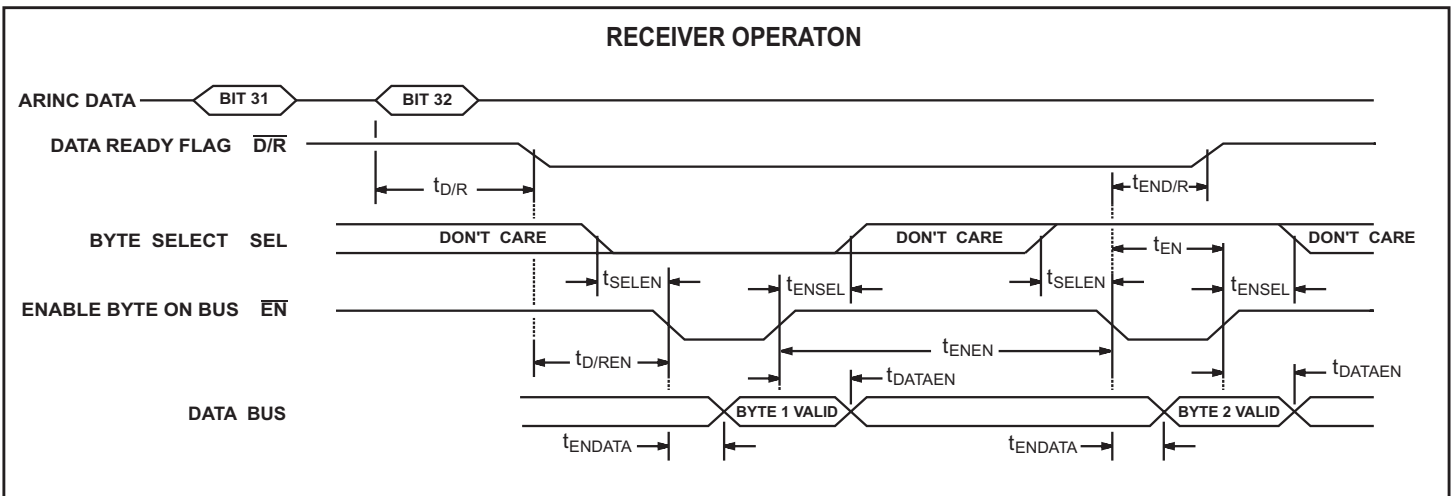 RECEIVER OPERATON
ARINC DATA BIT 31 BIT 32
DATA READY FLAG D/R
tD/R tEND/R
BYTE SELECT SEL DON'T CARE DON'T CARE DON'T CARE
tEN
tSELEN tENSEL tSELEN tENSEL
ENABLE BYTE ON BUS EN
tD/REN tENEN
tDATAEN tDATAEN
DATA BUS BYTE 1 VALID BYTE 2 VALID
tENDATA tENDATA